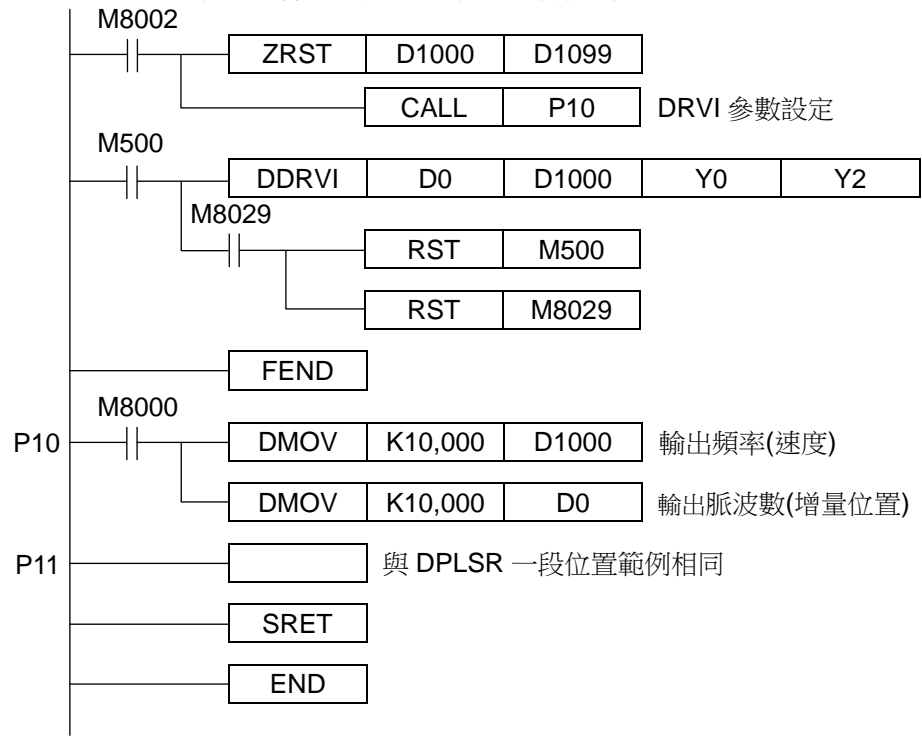 M8002
ZRST D1000 D1099
CALL P10 DRVI 參數設定
M500
DDRVI D0 D1000 Y0 Y2
M8029
RST M500
RST M8029
FEND
M8000
P10 DMOV K10,000 D1000 輸出頻率(速度)
DMOV K10,000 D0 輸出脈波數(增量位置)
P11 與 DPLSR 一段位置範例相同
SRET
END